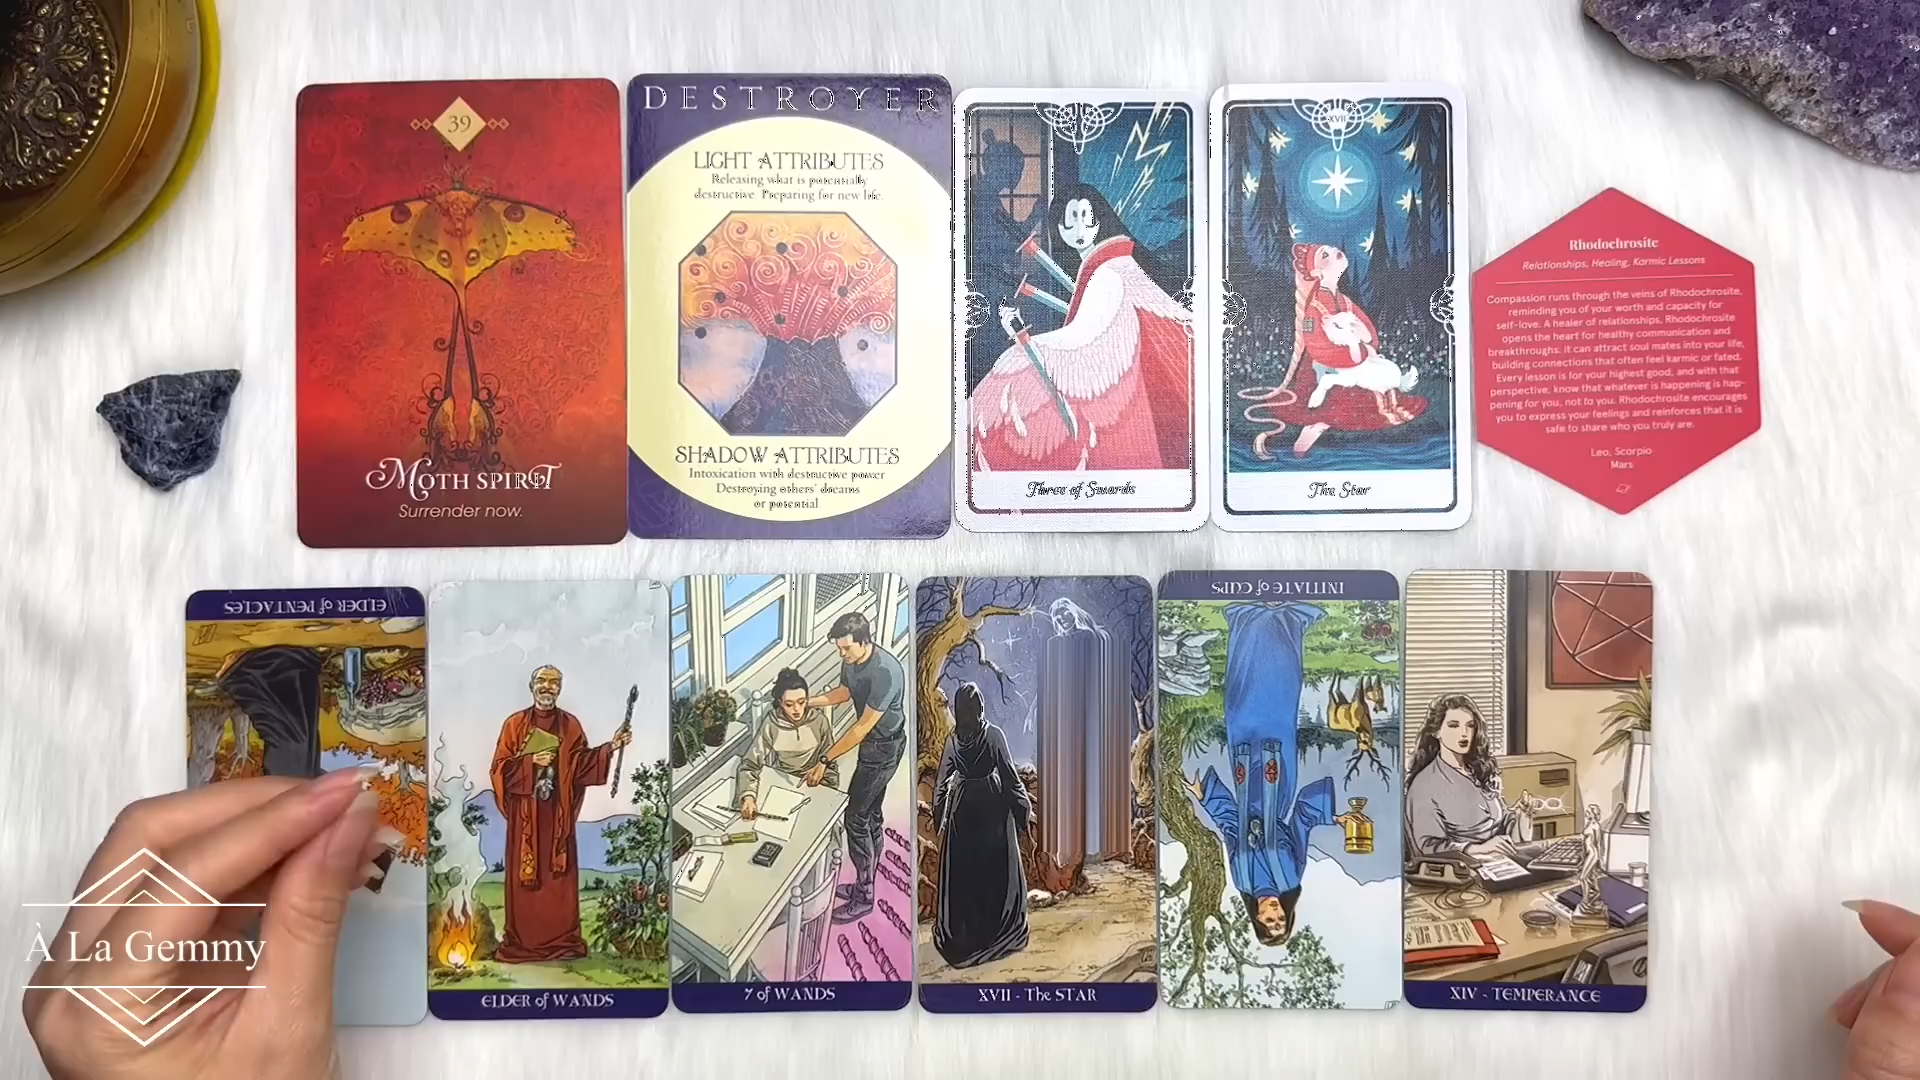 39
MOTH SPIRIT
Surrender now.
DESTROYER
LIGHT ATTRIBUTES
Releasing what is potentially
destructive. Preparing for new life.
SHADOW ATTRIBUTES
Intoxication with destructive power
Destroying others' dreams
or potential.
Three of Swords
XVII
The Star
Rhodochrosite
Relationships, Healing, Karmic Lessons
Compassion runs through the veins of Rhodochrosite,
reminding you of your worth and capacity for
self-love. A healer of relationships, Rhodochrosite
opens the heart for healthy communication and
breakthroughs. It can attract soul mates into your life,
building connections that often feel karmic or fated.
Every lesson is for your highest good, and with that
perspective, know that whatever is happening is hap-
pening for you, not to you. Rhodochrosite encourages
you to express your feelings and reinforces that it is
safe to share who you truly are.
Leo, Scorpio
Mars
ELDER of PENTACLES
ELDER of WANDS
7 of WANDS
XVII - The STAR
INITIATE of CUPS
XIV - TEMPERANCE
À La Gemmy